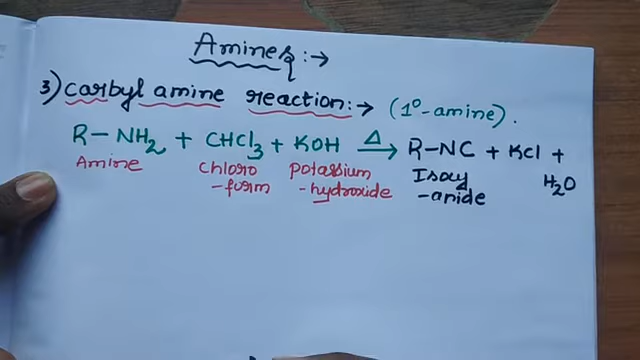 Amines :→
3) Carbyl amine reaction :→ (1°-amine).
R-NH₂ + CHCl₃ + KOH Δ→ R-NC + KCl +
Amine Chloro Potassium Isocy H₂O
-form -hydroxide -anide